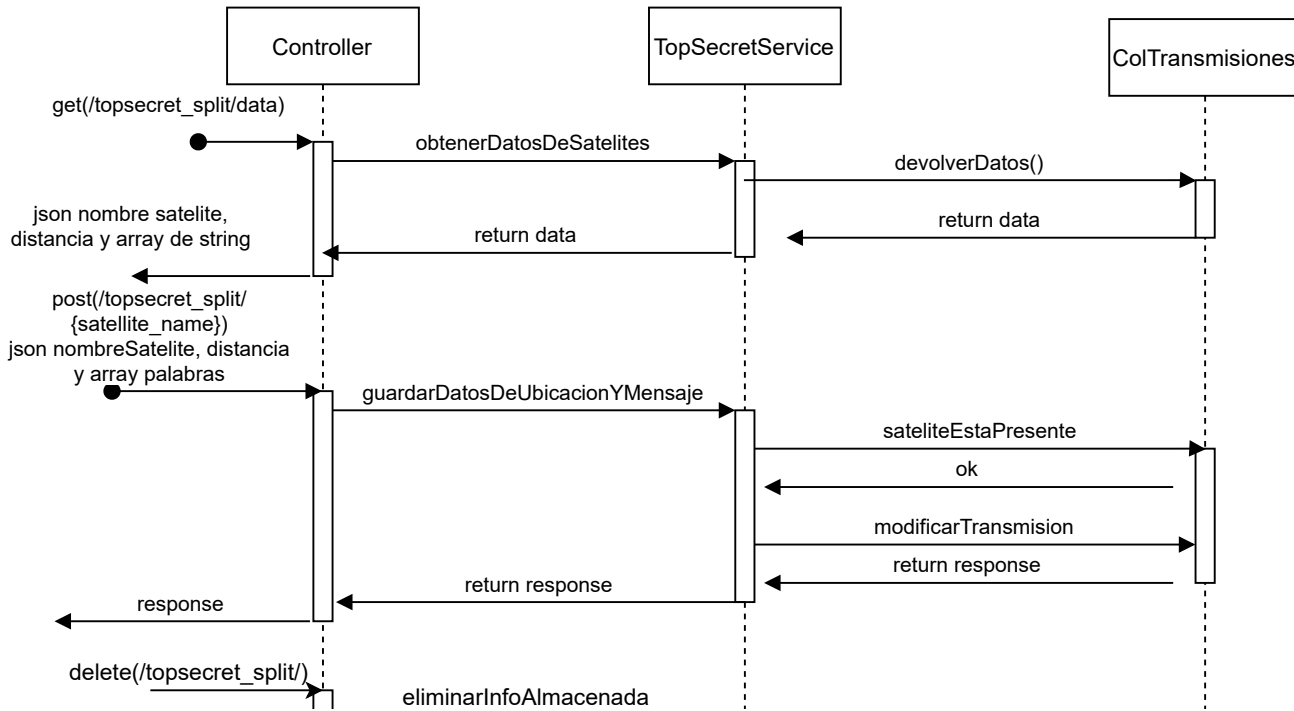 Controller
TopSecretService
ColTransmisiones
get(/topsecret_split/data)
obtenerDatosDeSatelites
devolverDatos()
json nombre satelite,
distancia y array de string
return data
return data
post(/topsecret_split/
{satellite_name})
json nombreSatelite, distancia
y array palabras
guardarDatosDeUbicacionYMensaje
sateliteEstaPresente
ok
modificarTransmision
return response
return response
response
delete(/topsecret_split/)
eliminarInfoAlmacenada